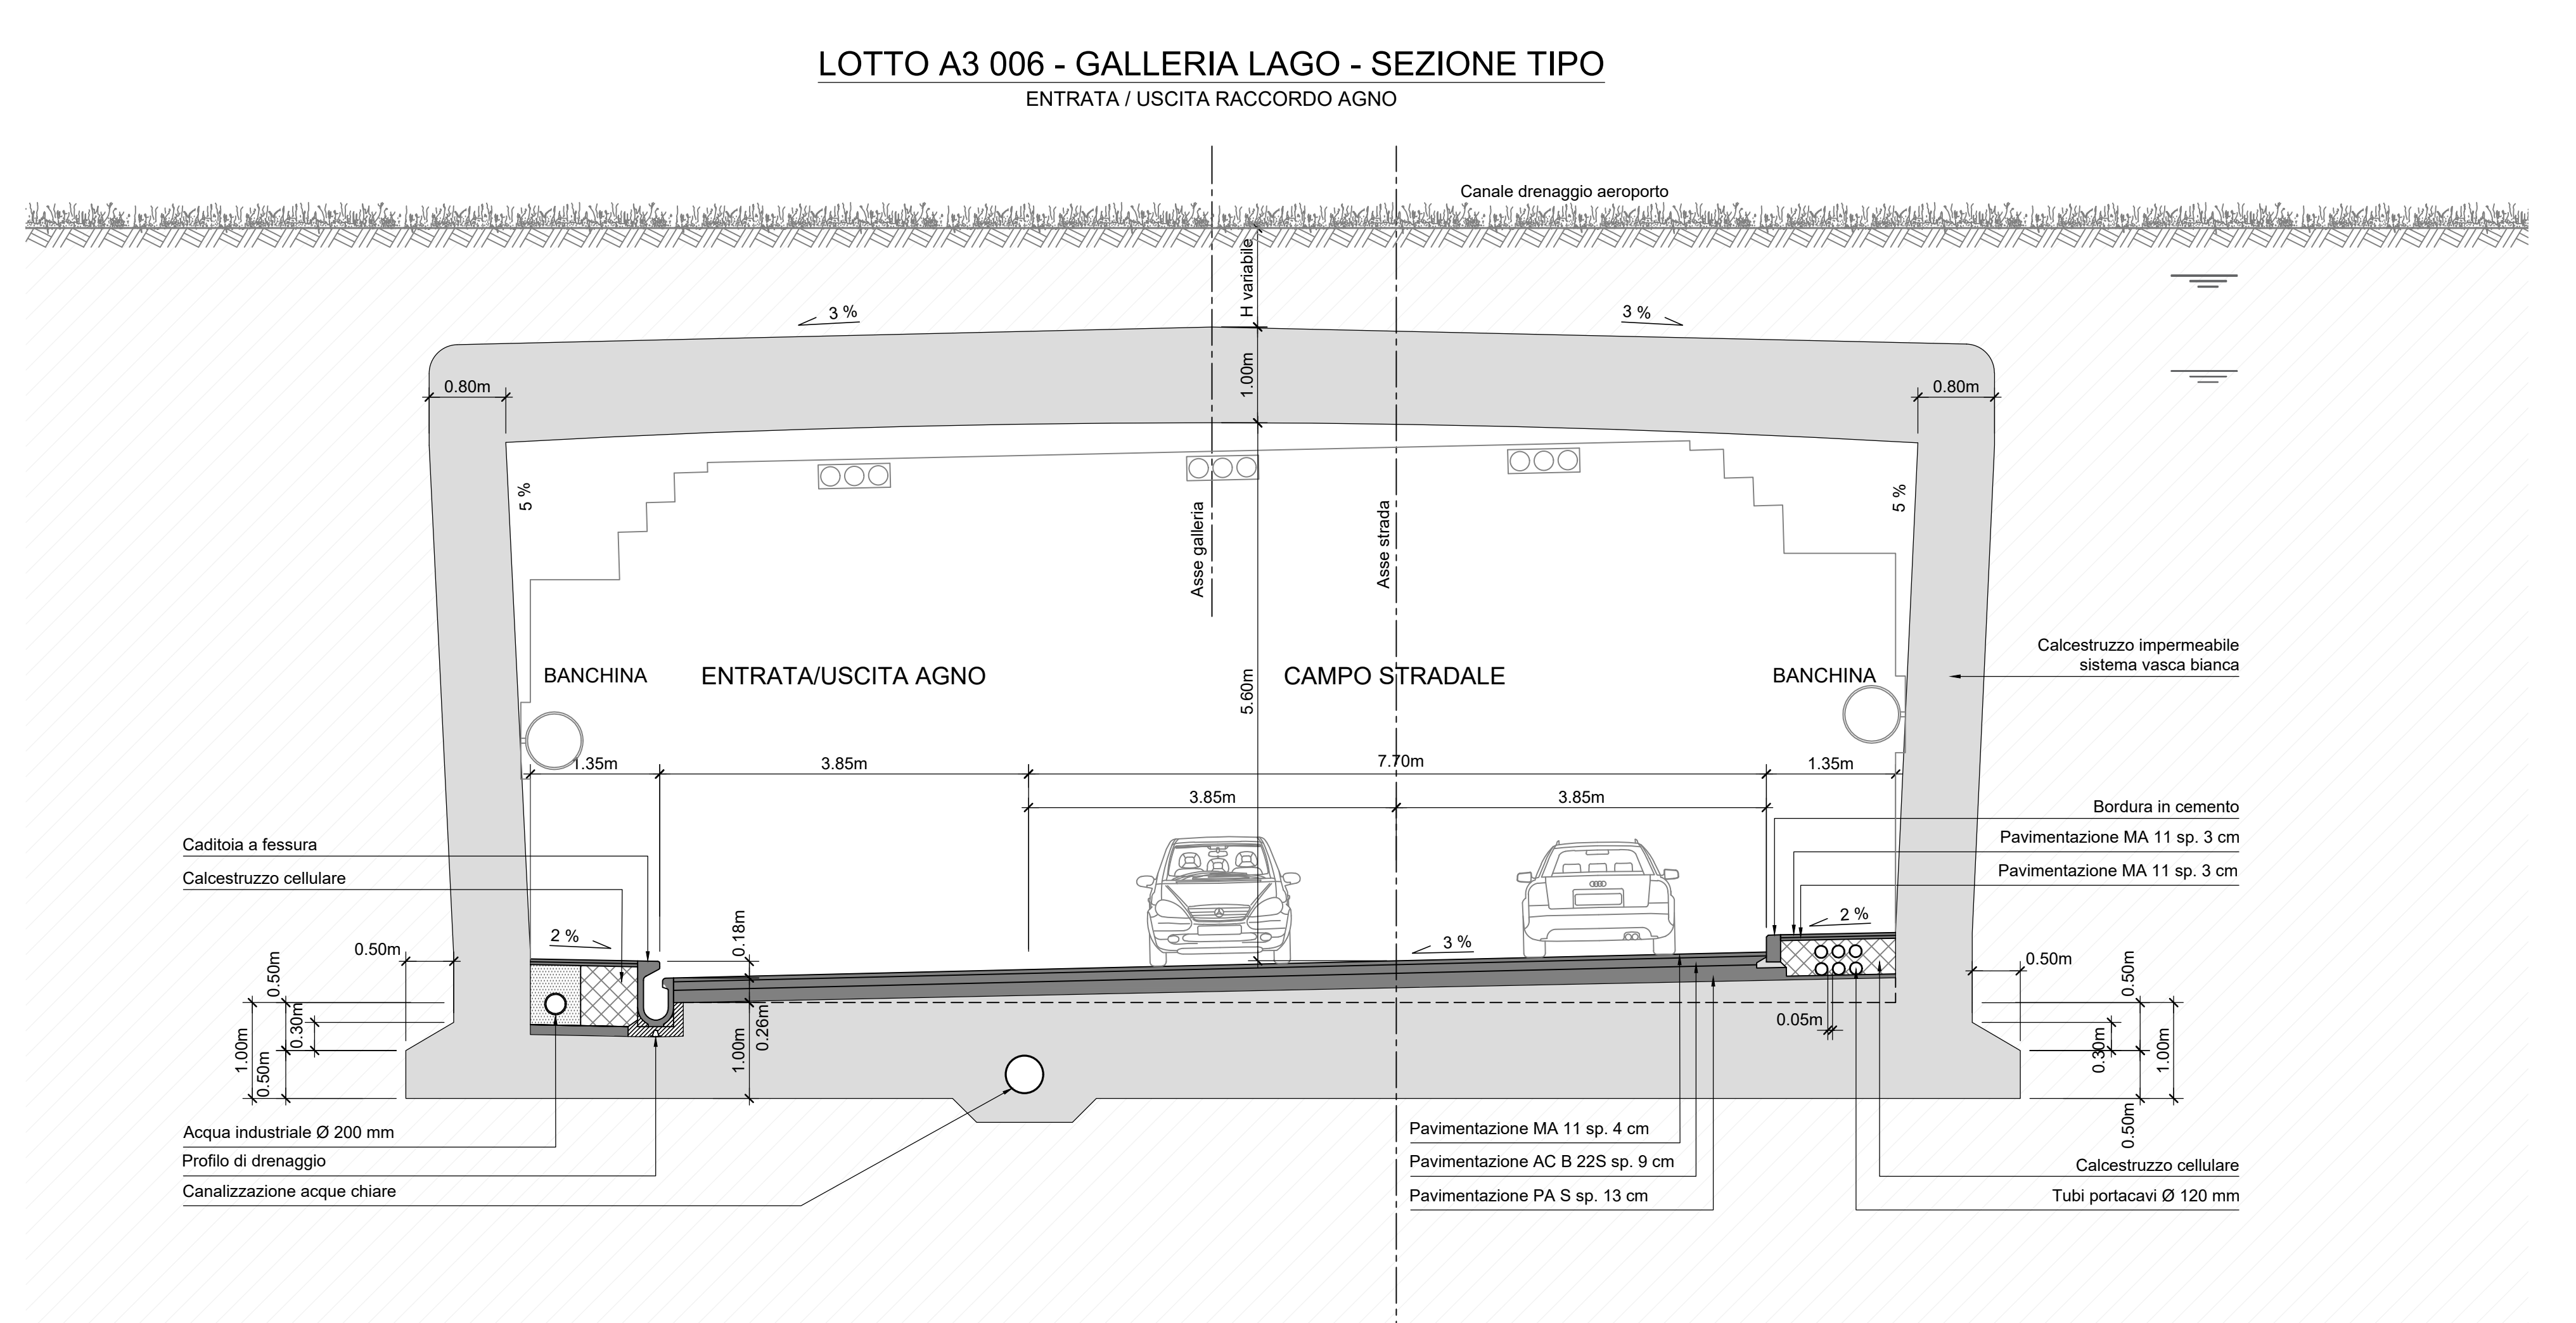 LOTTO A3 006 - GALLERIA LAGO - SEZIONE TIPO
ENTRATA / USCITA RACCORDO AGNO
Canale drenaggio aeroporto
H variabile
3 %
3 %
1.00m
0.80m
0.80m
5 %
5 %
Asse galleria
Asse strada
Calcestruzzo impermeabile
sistema vasca bianca
BANCHINA
ENTRATA/USCITA AGNO
CAMPO STRADALE
BANCHINA
5.60m
1.35m
3.85m
7.70m
1.35m
3.85m
3.85m
Bordura in cemento
Pavimentazione MA 11 sp. 3 cm
Pavimentazione MA 11 sp. 3 cm
Caditoia a fessura
Calcestruzzo cellulare
2 %
0.18m
3 %
2 %
0.50m
0.50m
0.50m
0.50m
0.30m
1.00m
0.50m
1.00m
0.26m
0.05m
0.30m
1.00m
0.50m
Acqua industriale Ø 200 mm
Profilo di drenaggio
Canalizzazione acque chiare
Pavimentazione MA 11 sp. 4 cm
Pavimentazione AC B 22S sp. 9 cm
Pavimentazione PA S sp. 13 cm
Calcestruzzo cellulare
Tubi portacavi Ø 120 mm